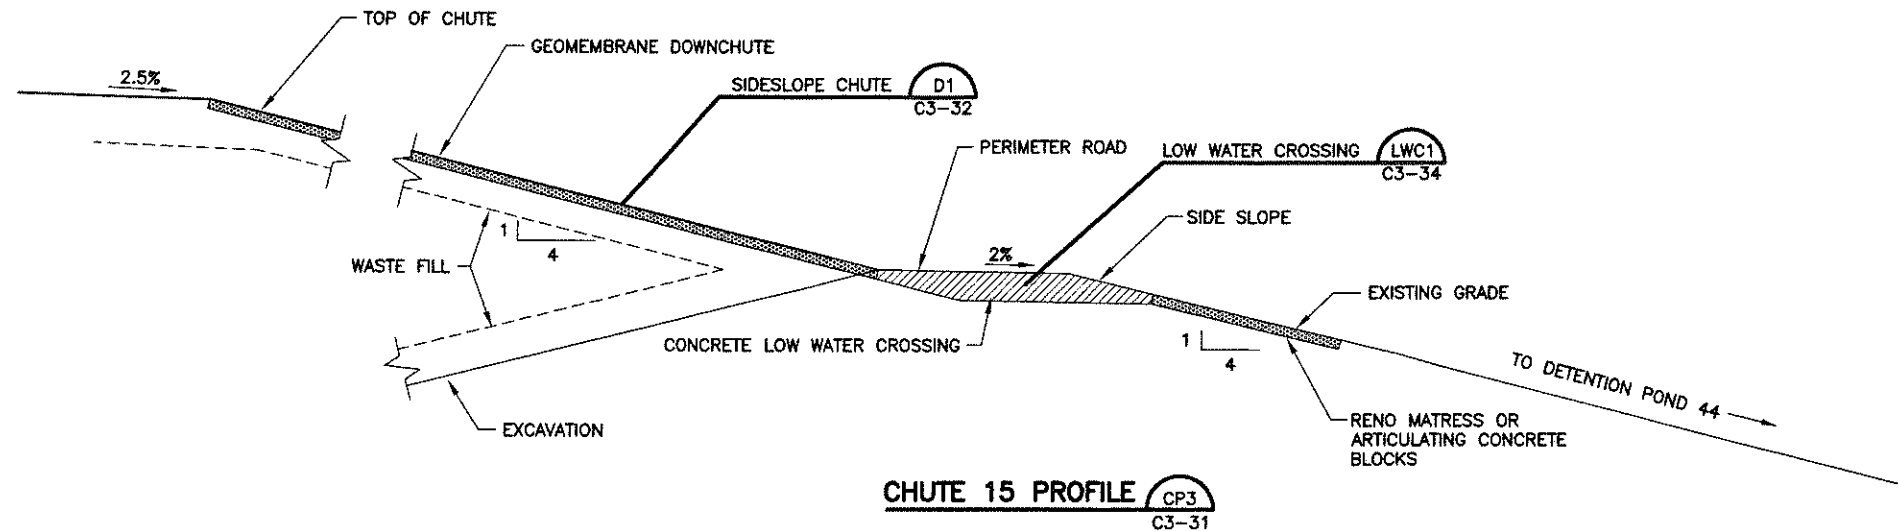 TOP OF CHUTE
GEOMEMBRANE DOWNCHUTE
2.5%
SIDESLOPE CHUTE
D1
C3-32
PERIMETER ROAD
LOW WATER CROSSING
LWC1
C3-34
SIDE SLOPE
1
4
2%
WASTE FILL
EXISTING GRADE
CONCRETE LOW WATER CROSSING
1
4
TO DETENTION POND 44
EXCAVATION
RENO MATRESS OR
ARTICULATING CONCRETE
BLOCKS
CHUTE 15 PROFILE
CP3
C3-31